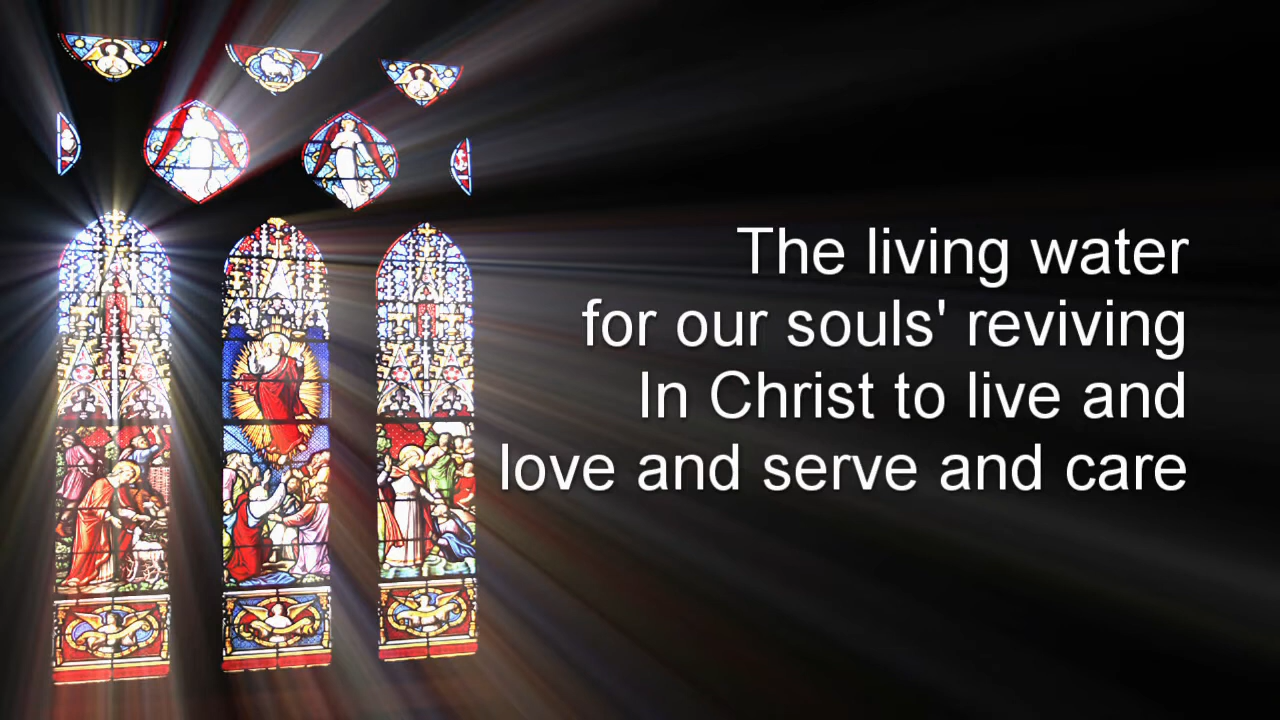 The living water
for our souls' reviving
In Christ to live and
love and serve and care